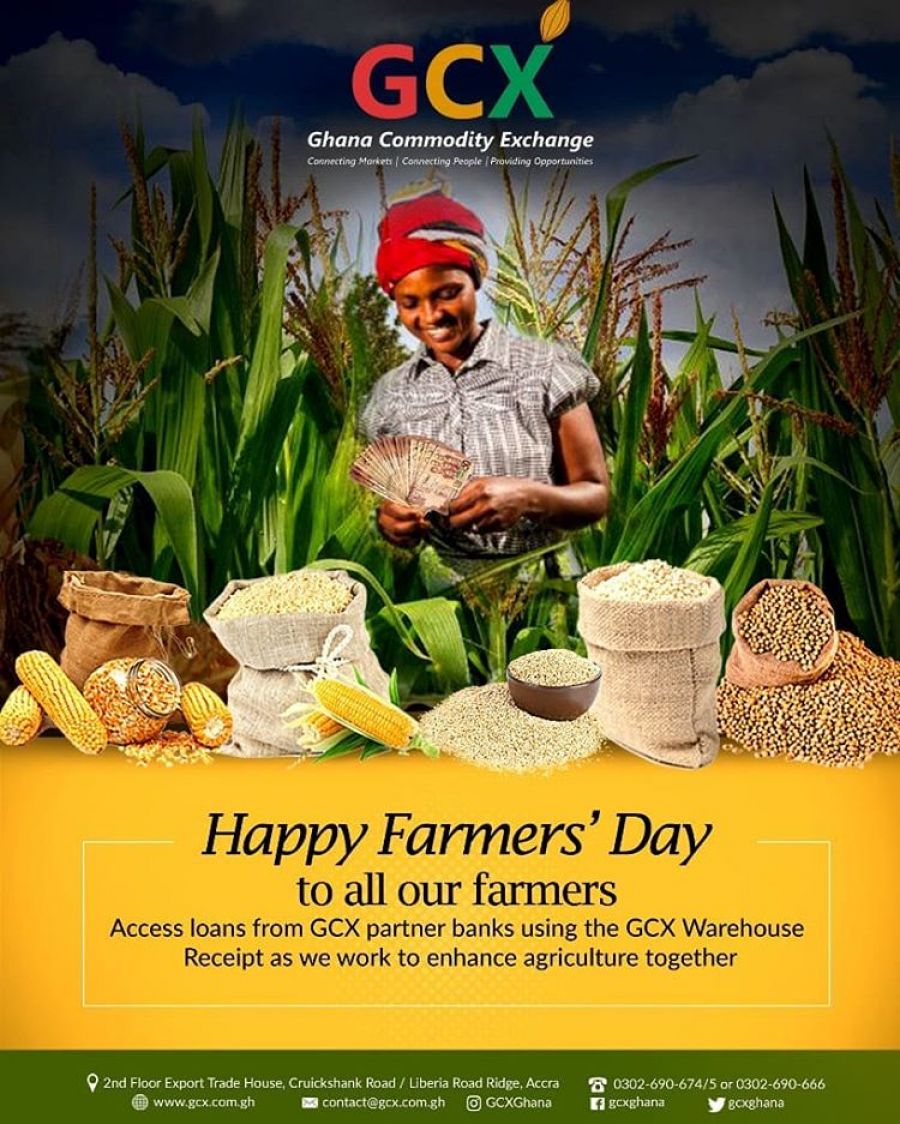 GCX
Ghana Commodity Exchange
Connecting Markets | Connecting People | Providing Opportunities
Happy Farmers' Day
to all our farmers
Access loans from GCX partner banks using the GCX Warehouse
Receipt as we work to enhance agriculture together
2nd Floor Export Trade House, Cruickshank Road / Liberia Road Ridge, Accra 0302-690-674/5 or 0302-690-666
www.gcx.com.gh contact@gcx.com.gh GCXGhana gcxghana gcxghana